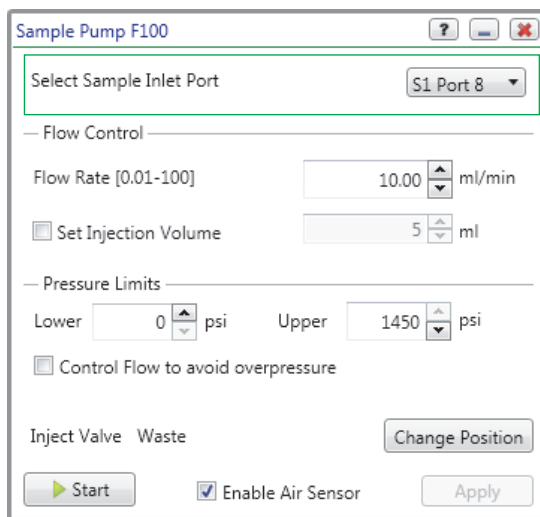 Sample Pump F100 ?
Select Sample Inlet Port S1 Port 8
Flow Control
Flow Rate [0.01-100] 10.00 ml/min
Set Injection Volume 5 ml
Pressure Limits
Lower 0 psi Upper 1450 psi
Control Flow to avoid overpressure
Inject Valve Waste Change Position
Start Enable Air Sensor Apply